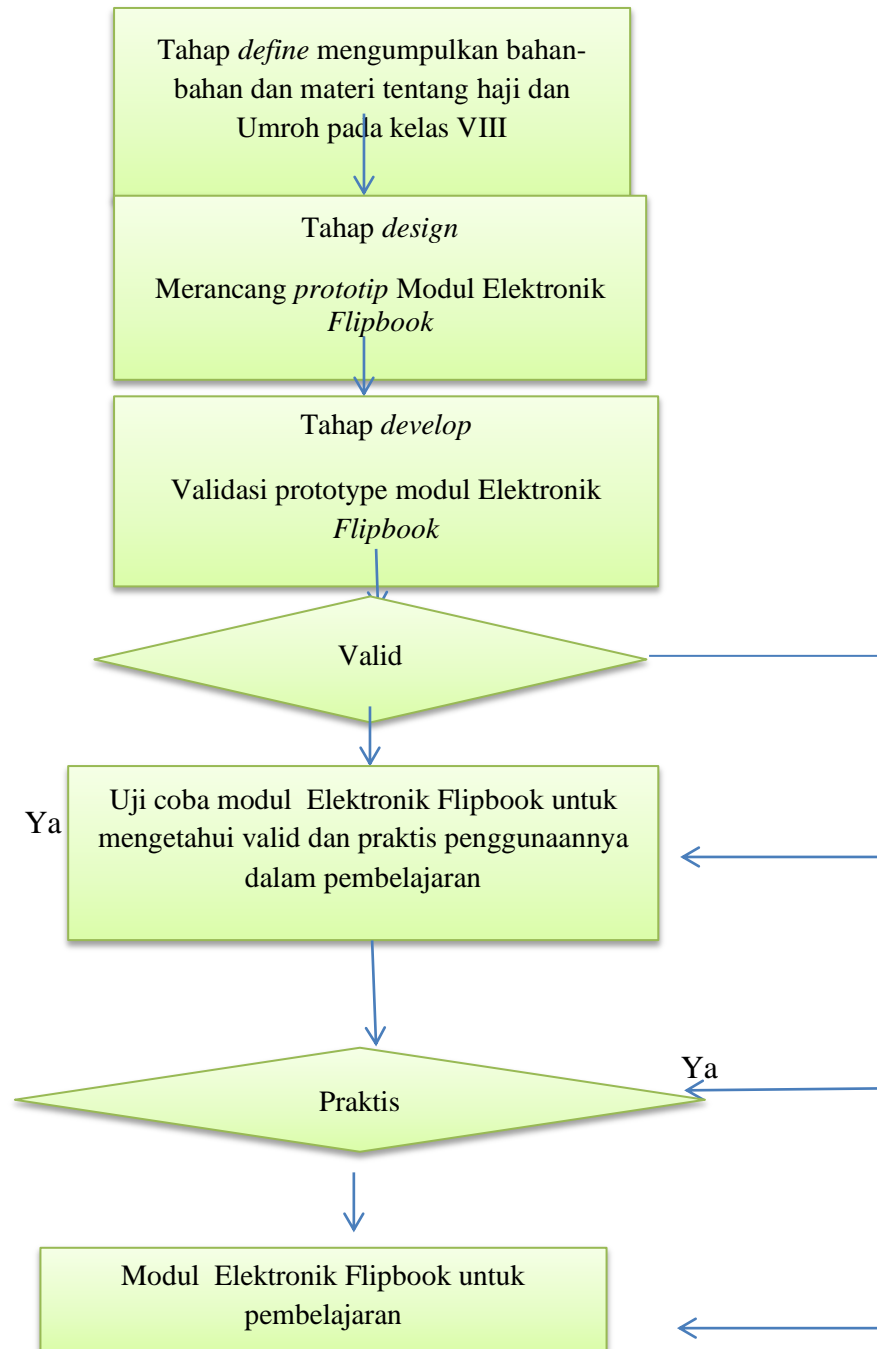 Tahap define mengumpulkan bahan-
bahan dan materi tentang haji dan
Umroh pada kelas VIII
Tahap design
Merancang prototip Modul Elektronik
Flipbook
Tahap develop
Validasi prototype modul Elektronik
Flipbook
Valid
Ya
Uji coba modul  Elektronik Flipbook untuk
mengetahui valid dan praktis penggunaannya
dalam pembelajaran
Ya
Praktis
Modul  Elektronik Flipbook untuk
pembelajaran